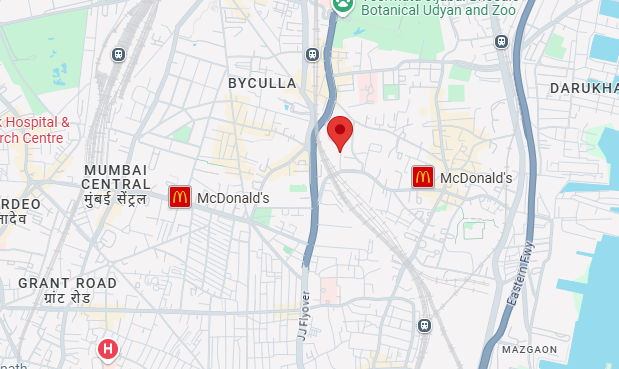 Botanical Udyan and Zoo
BYCULLA
DARUKHA
Hospital &
rch Centre
MUMBAI
CENTRAL
मुंबई सेंट्रल
McDonald's
McDonald's
RDEO
GRANT ROAD
ग्रांट रोड
JJ Flyover
Eastern Fwy
MAZGAON
H
nath